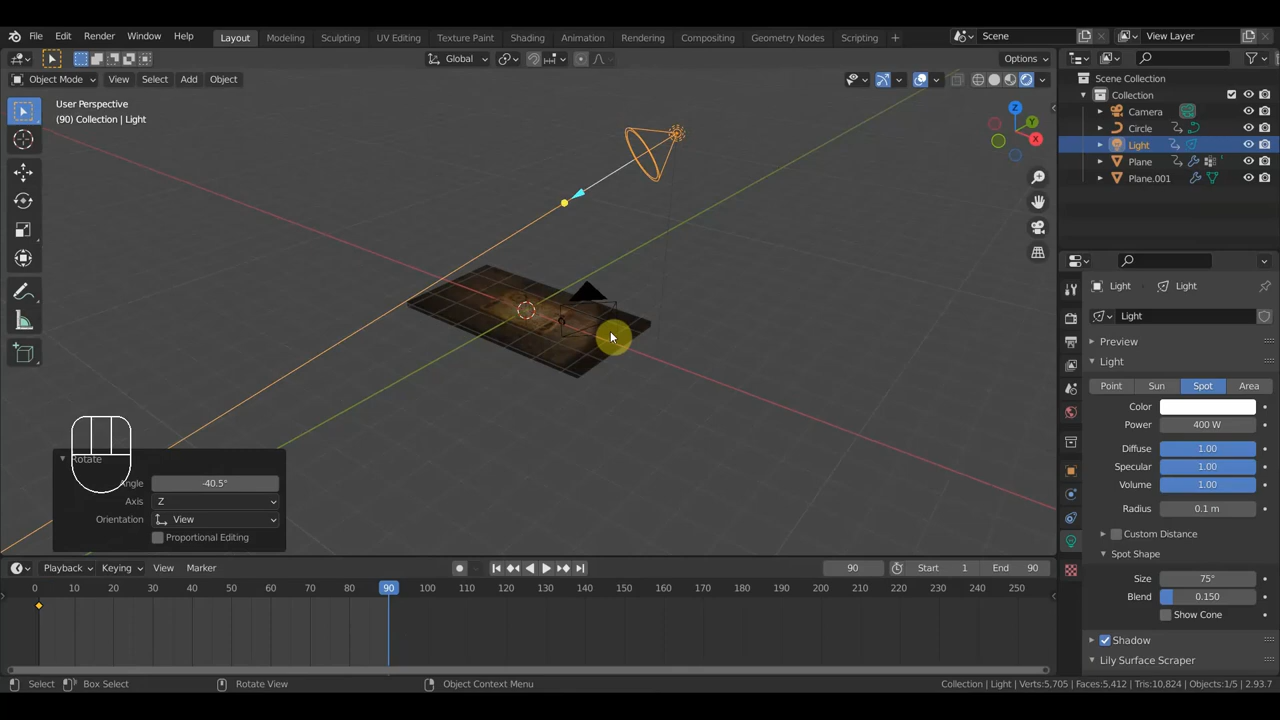 File Edit Render Window Help Layout Modeling Sculpting UV Editing Texture Paint Shading Animation Rendering Compositing Geometry Nodes Scripting + Scene View Layer
Global Options
Object Mode View Select Add Object
User Perspective
(90) Collection | Light
Z
Y
X
Scene Collection
Collection
Camera
Circle
Light
Plane
Plane.001
Light Light
Light
Preview
Light
Point Sun Spot Area
Color
Power 400 W
Diffuse 1.00
Specular 1.00
Volume 1.00
Radius 0.1 m
Custom Distance
Spot Shape
Size 75°
Blend 0.150
Show Cone
Shadow
Lily Surface Scraper
Rotate
Angle -40.5°
Axis Z
Orientation View
Proportional Editing
Playback Keying View Marker 90 Start 1 End 90
0 10 20 30 40 50 60 70 80 90 100 110 120 130 140 150 160 170 180 190 200 210 220 230 240 250
Select Box Select Rotate View Object Context Menu Collection | Light | Verts:5,705 | Faces:5,412 | Tris:10,824 | Objects:1/5 | 2.93.7